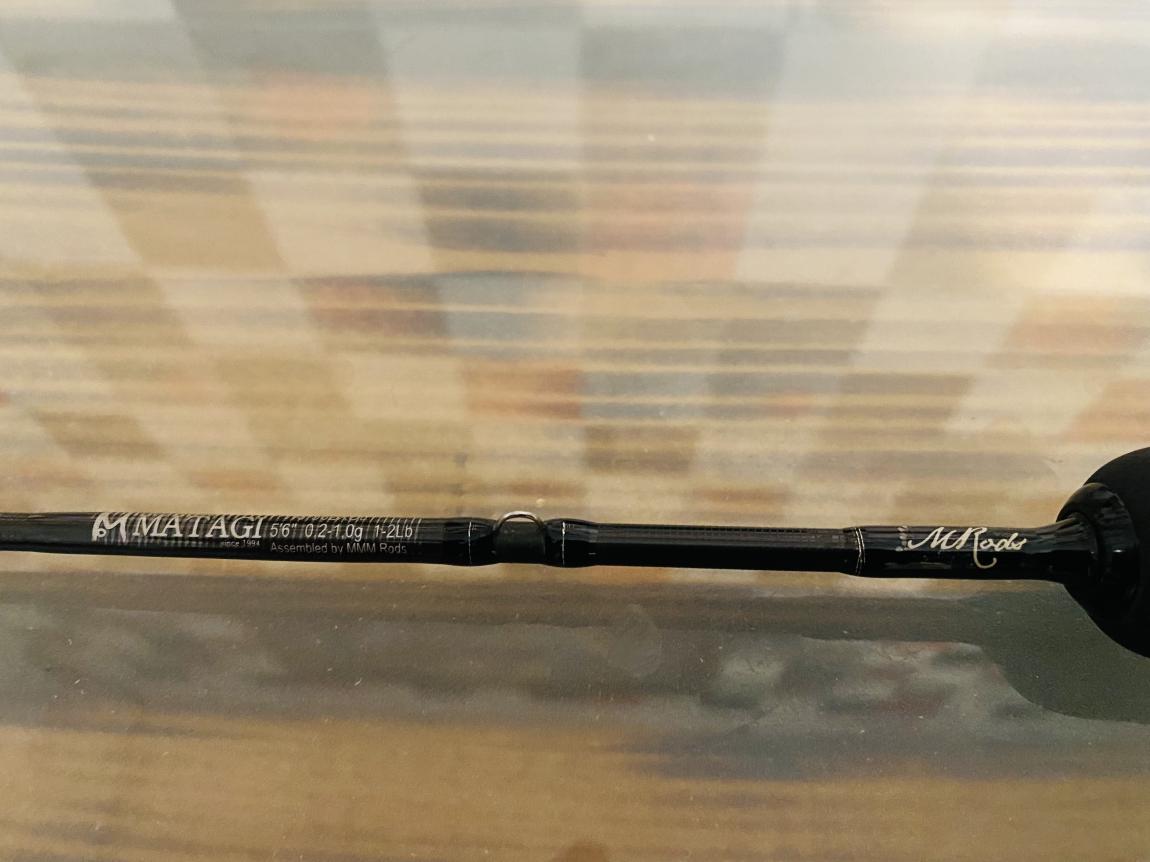 MATAGI 5'6" 0.2-1.0g 1-2Lb
since 1994 Assembled by MMM Rods
MRods